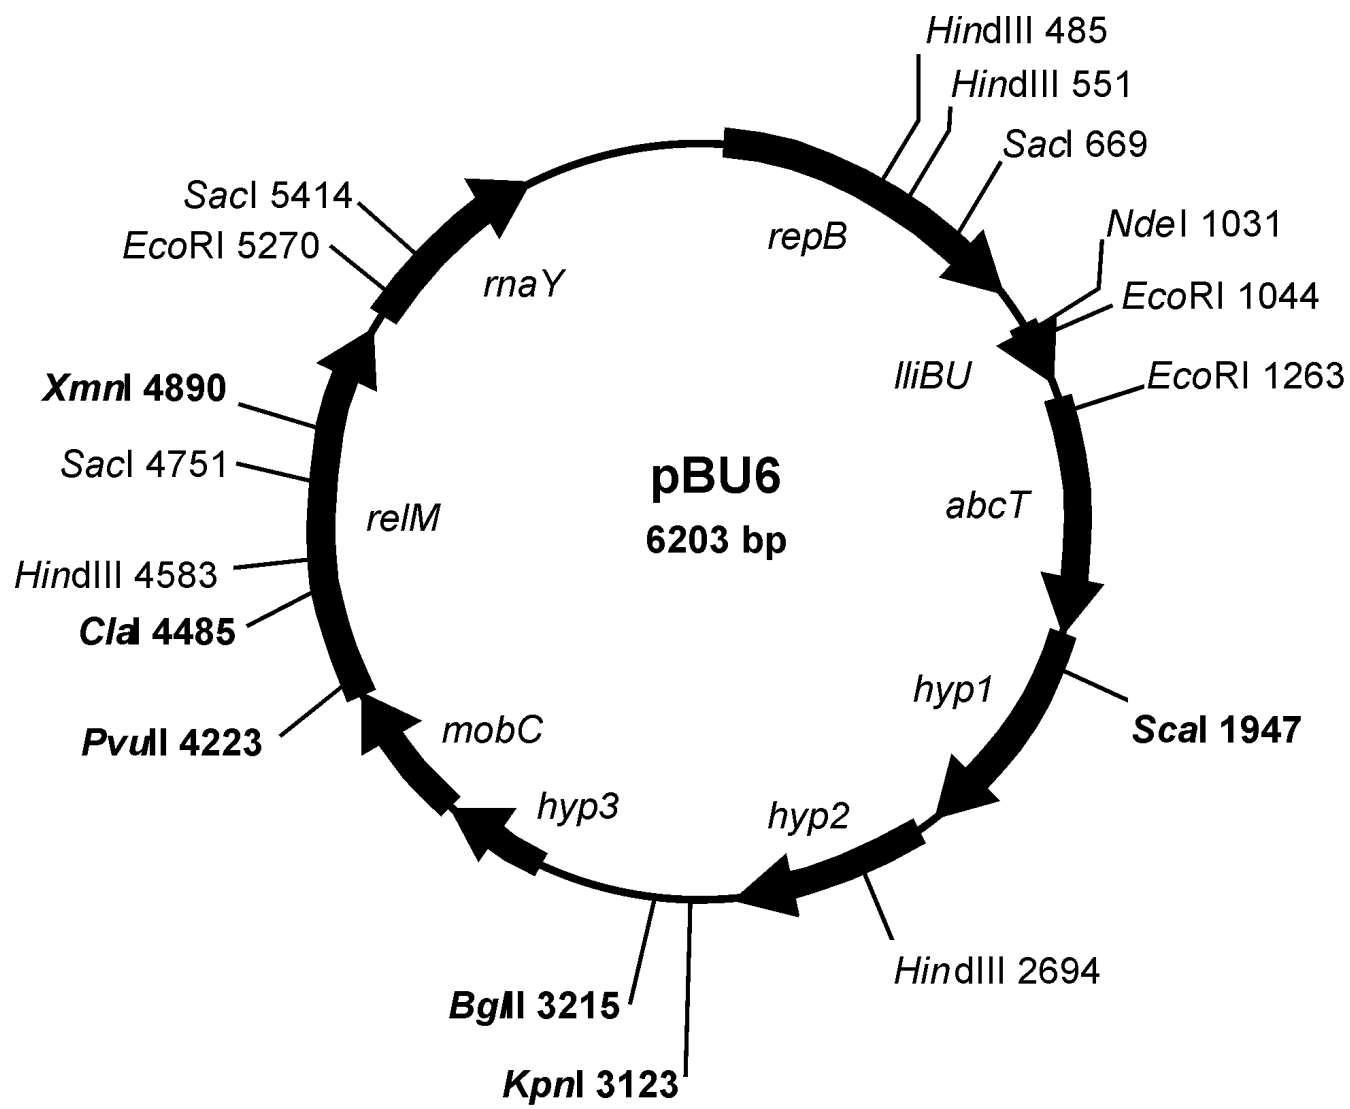 HindIII 485
HindIII 551
SacI 669
SacI 5414
NdeI 1031
EcoRI 5270
repB
rnaY
EcoRI 1044
lliBU
EcoRI 1263
XmnI 4890
SacI 4751
pBU6
abcT
relM
6203 bp
HindIII 4583
ClaI 4485
hyp1
PvuII 4223
mobC
ScaI 1947
hyp3
hyp2
HindIII 2694
BglII 3215
KpnI 3123